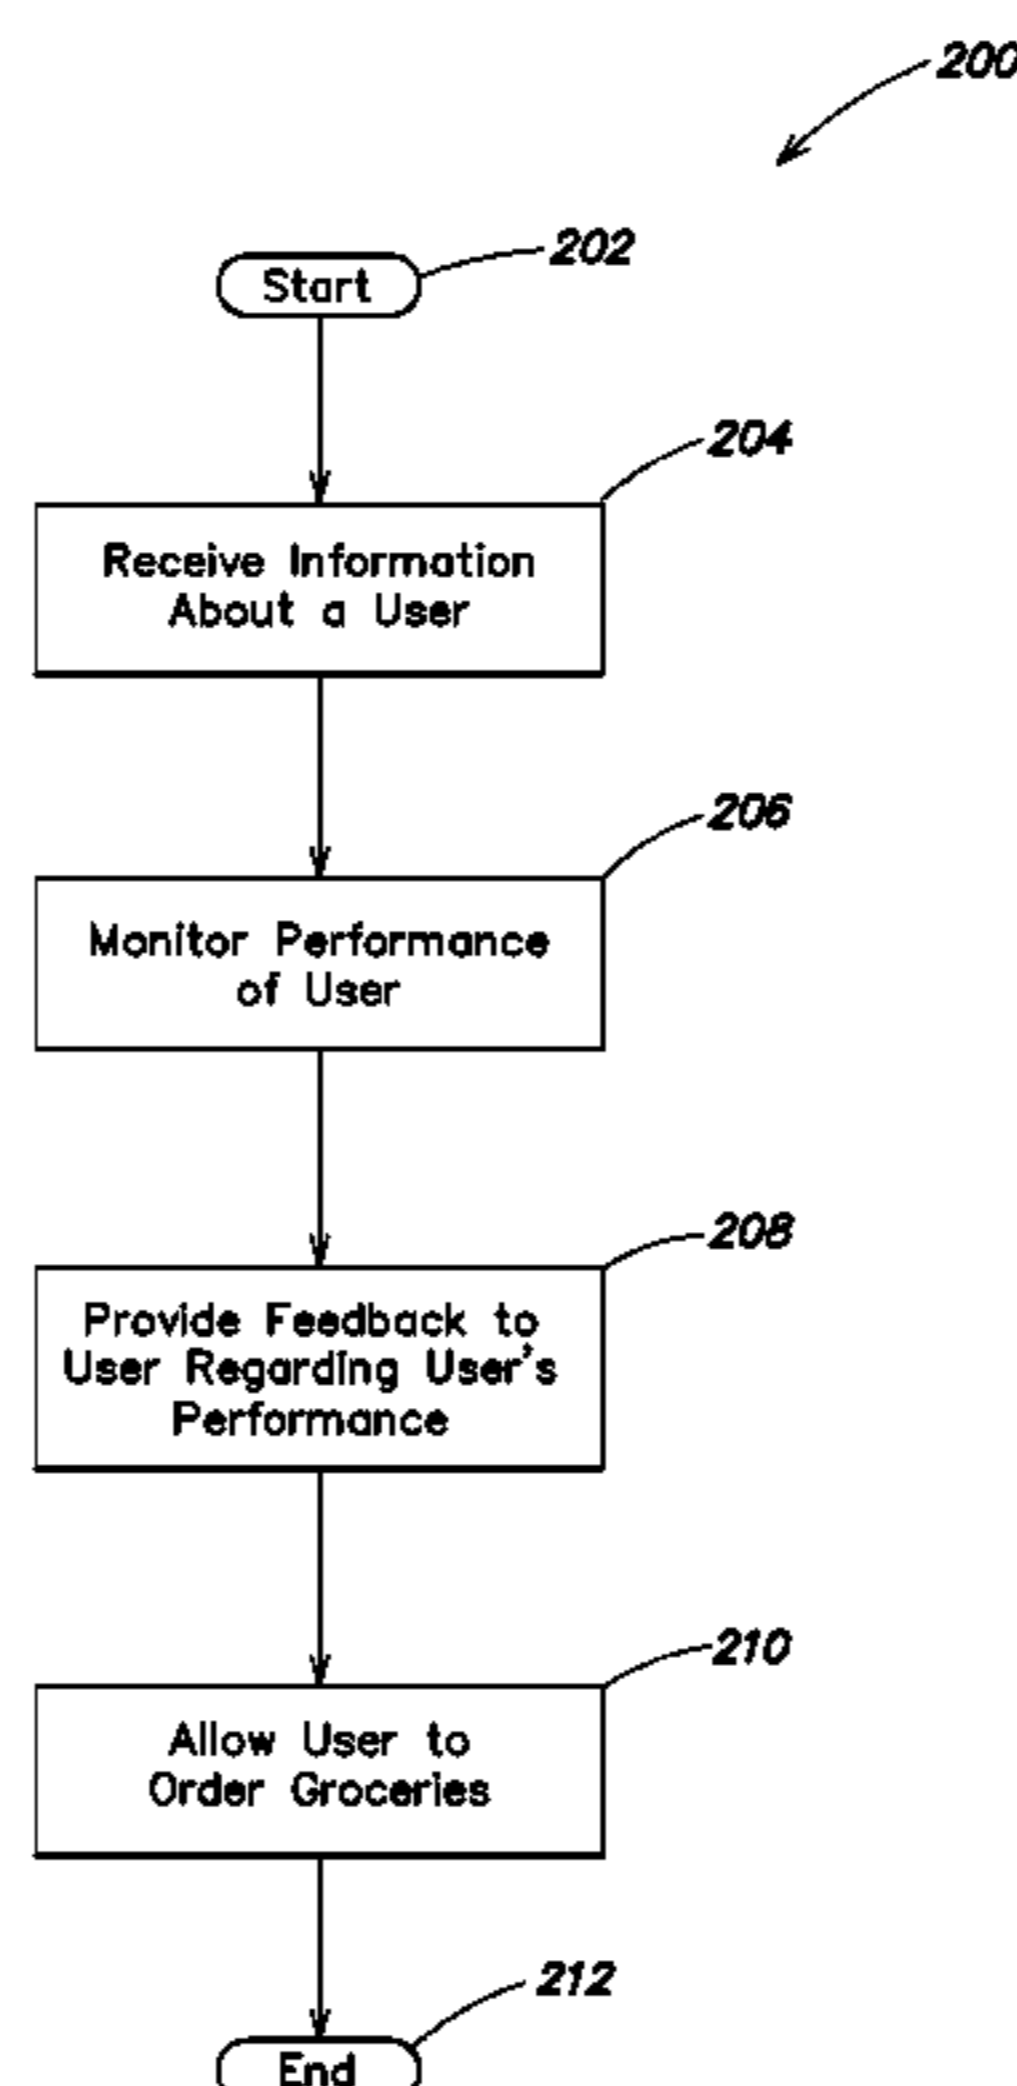 200
202
Start
204
Receive Information
About a User
206
Monitor Performance
of User
208
Provide Feedback to
User Regarding User's
Performance
210
Allow User to
Order Groceries
212
End